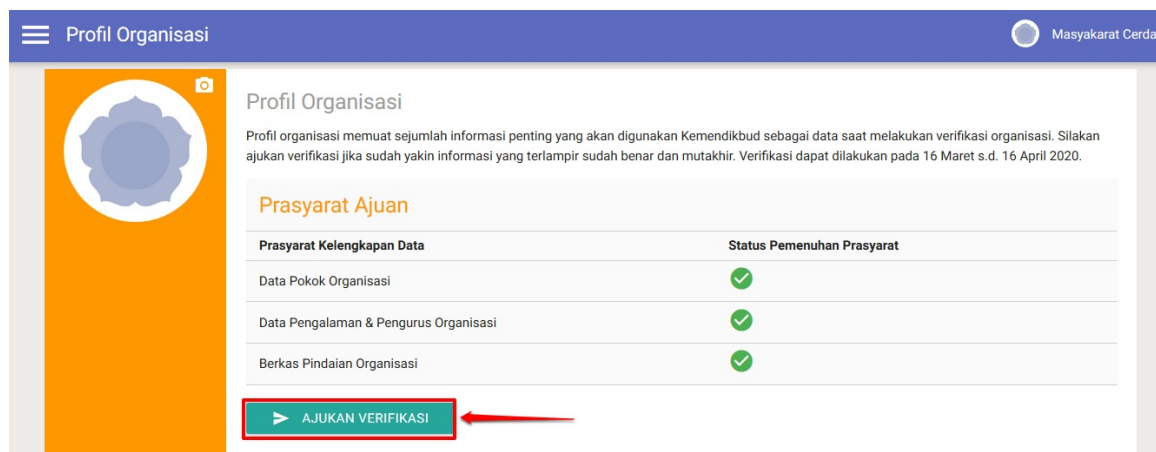 Profil Organisasi
Masyakarat Cerda
Profil Organisasi
Profil organisasi memuat sejumlah informasi penting yang akan digunakan Kemendikbud sebagai data saat melakukan verifikasi organisasi. Silakan
ajukan verifikasi jika sudah yakin informasi yang terlampir sudah benar dan mutakhir. Verifikasi dapat dilakukan pada 16 Maret s.d. 16 April 2020.
Prasyarat Ajuan
Prasyarat Kelengkapan Data Status Pemenuhan Prasyarat
Data Pokok Organisasi
Data Pengalaman & Pengurus Organisasi
Berkas Pindaian Organisasi
AJUKAN VERIFIKASI